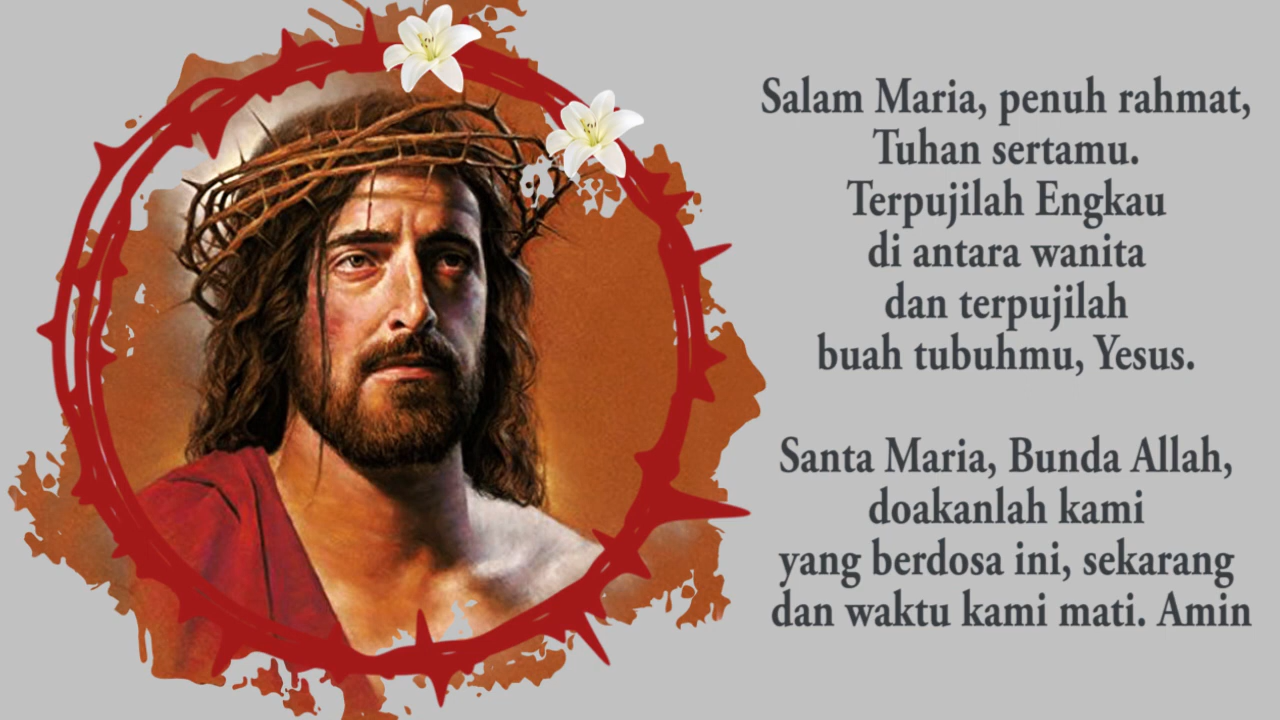 Salam Maria, penuh rahmat,
Tuhan sertamu.
Terpujilah Engkau
di antara wanita
dan terpujilah
buah tubuhmu, Yesus.
Santa Maria, Bunda Allah,
doakanlah kami
yang berdosa ini, sekarang
dan waktu kami mati. Amin